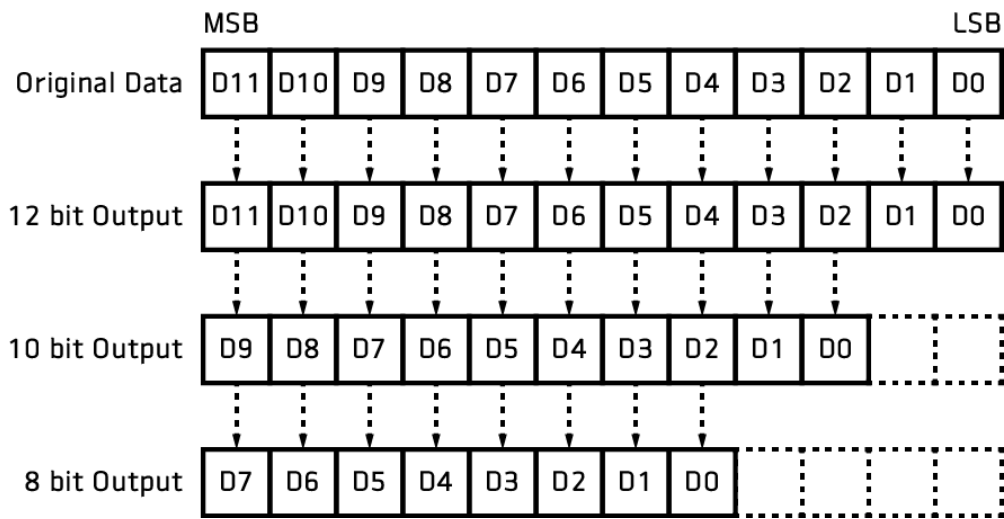 MSB LSB
Original Data D11 D10 D9 D8 D7 D6 D5 D4 D3 D2 D1 D0
12 bit Output D11 D10 D9 D8 D7 D6 D5 D4 D3 D2 D1 D0
10 bit Output D9 D8 D7 D6 D5 D4 D3 D2 D1 D0
8 bit Output D7 D6 D5 D4 D3 D2 D1 D0